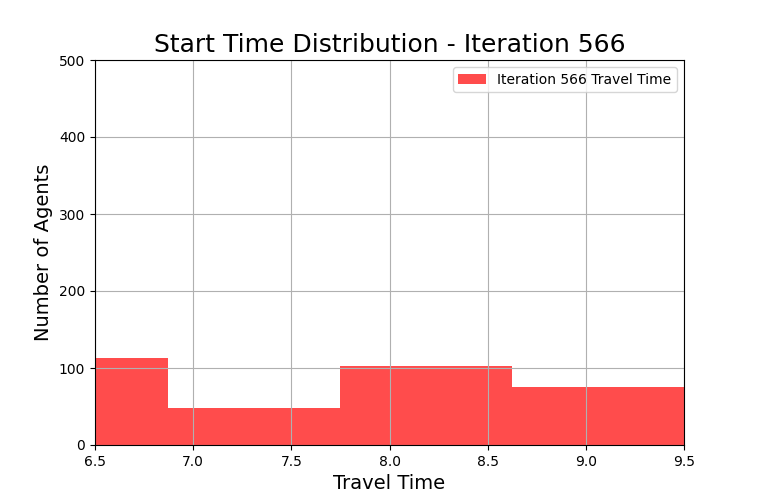 Start Time Distribution - Iteration 566
Iteration 566 Travel Time
Number of Agents
500
400
300
200
100
0
6.5 7.0 7.5 8.0 8.5 9.0 9.5
Travel Time